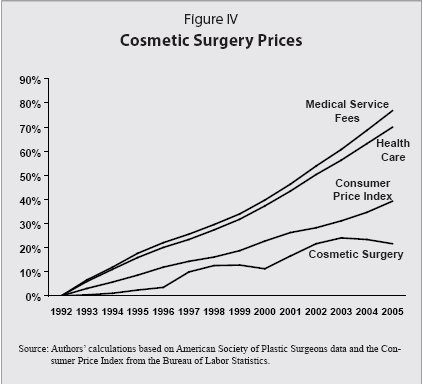 Figure IV
Cosmetic Surgery Prices
90%
80%
70%
60%
50%
40%
30%
20%
10%
0%
Medical Service
Fees
Health
Care
Consumer
Price Index
Cosmetic Surgery
1992 1993 1994 1995 1996 1997 1998 1999 2000 2001 2002 2003 2004 2005
Source: Authors' calculations based on American Society of Plastic Surgeons data and the Con-
sumer Price Index from the Bureau of Labor Statistics.